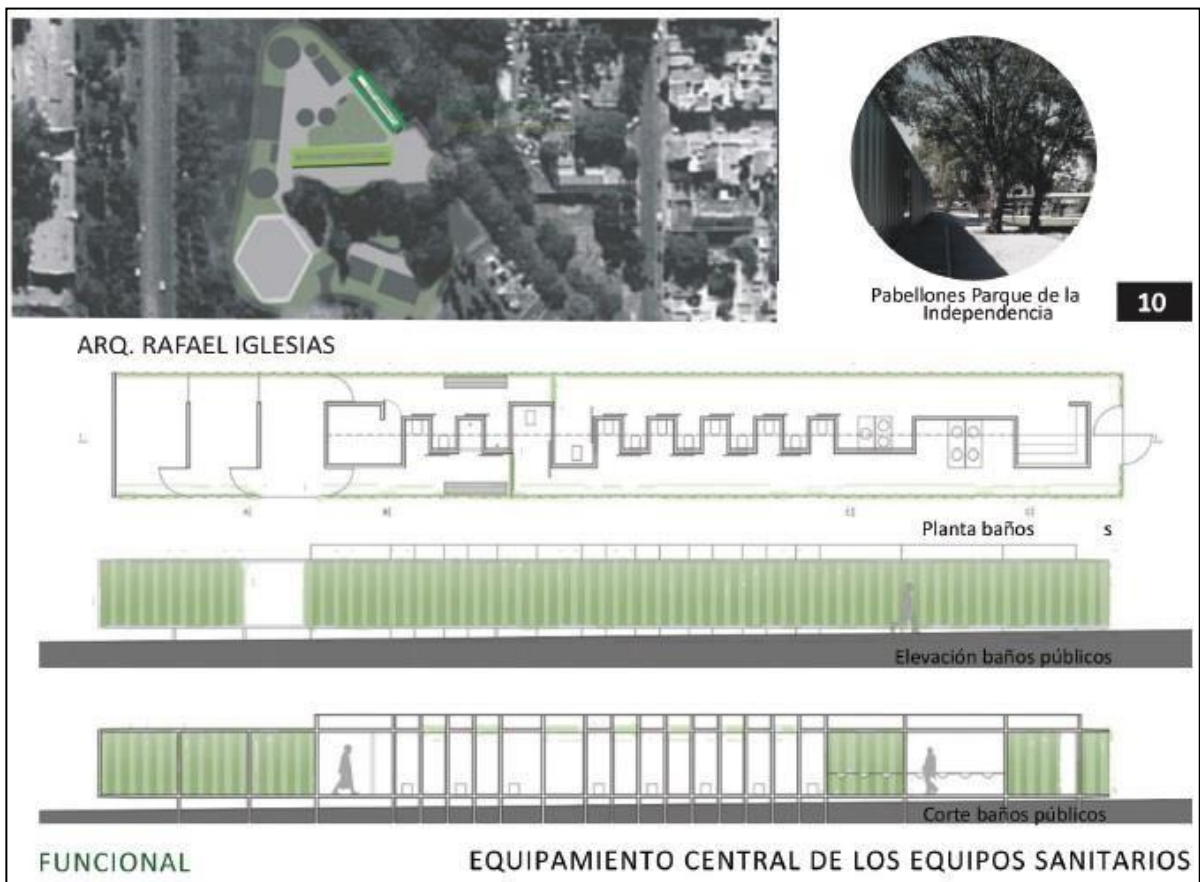 Pabellones Parque de la
Independencia
10
ARQ. RAFAEL IGLESIAS
Planta baños s
Elevación baños públicos
Corte baños públicos
FUNCIONAL
EQUIPAMIENTO CENTRAL DE LOS EQUIPOS SANITARIOS